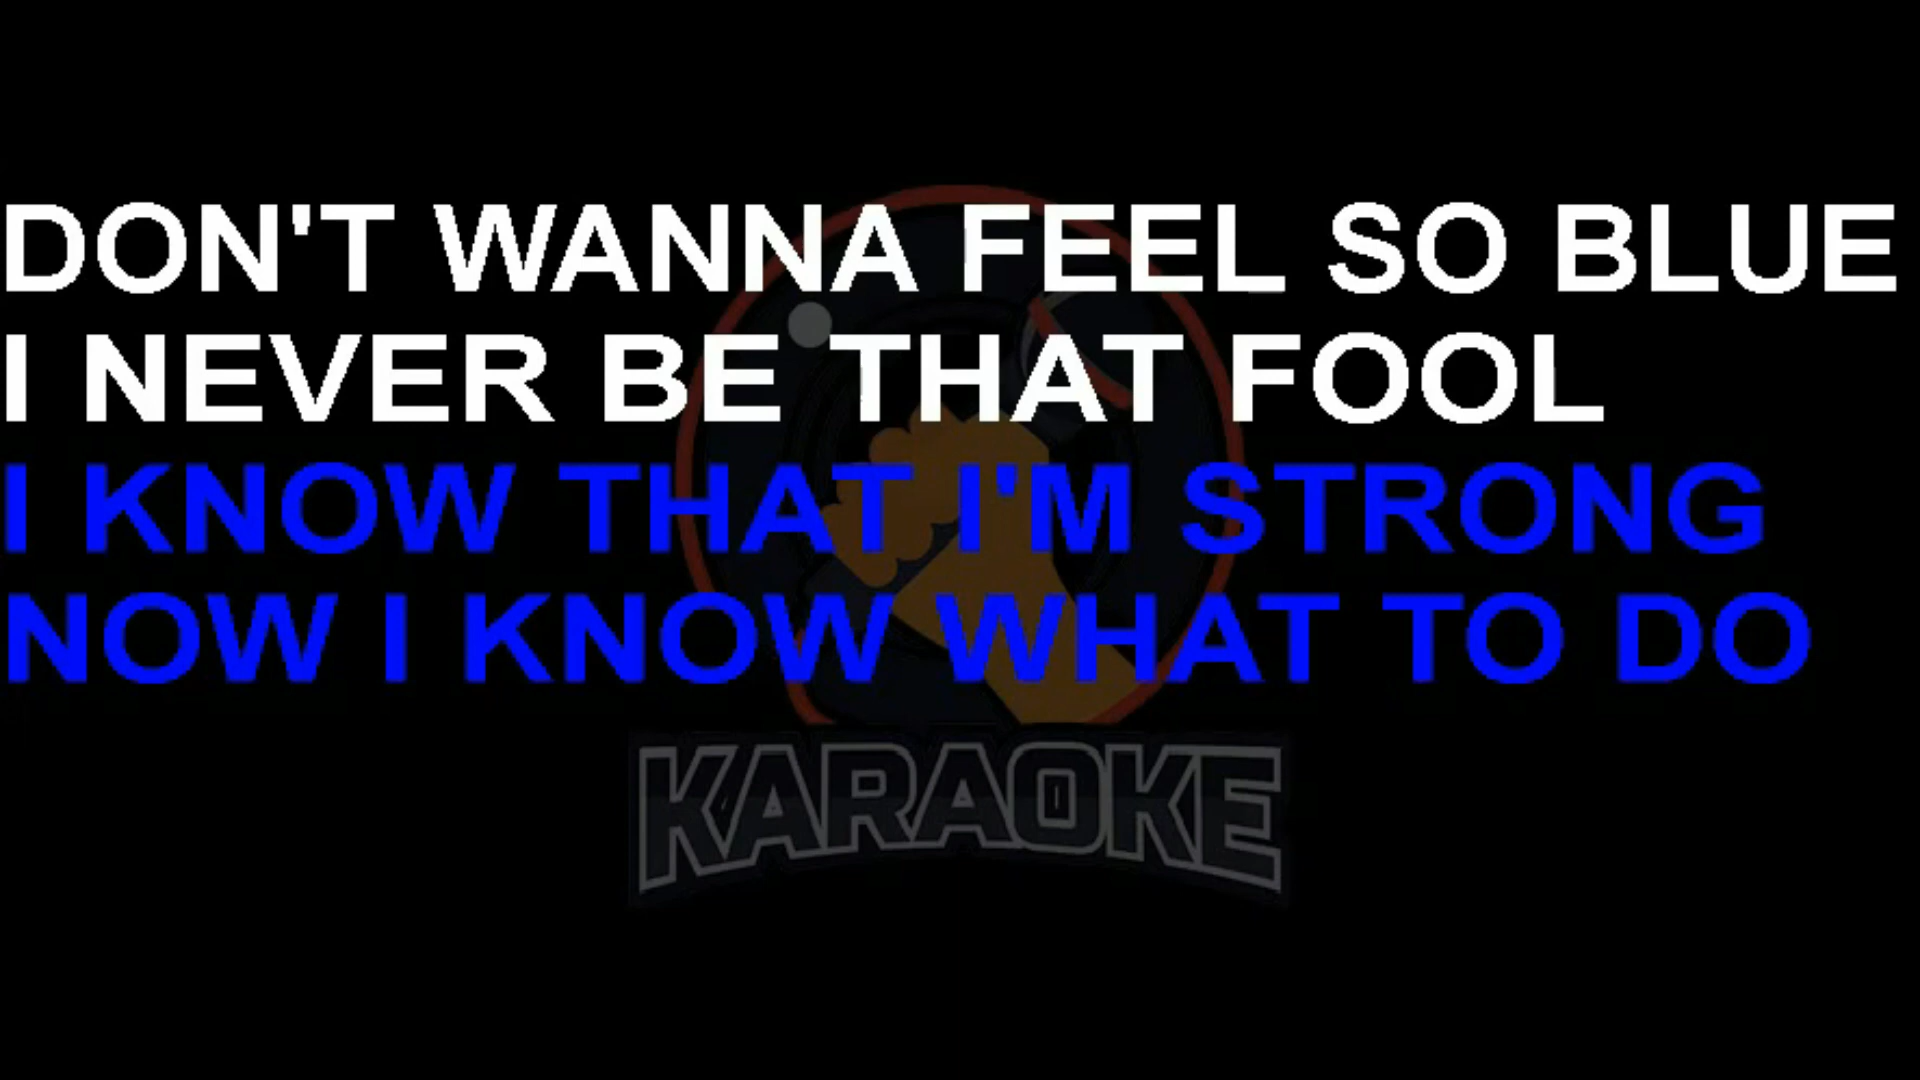 DON'T WANNA FEEL SO BLUE
I NEVER BE THAT FOOL
I KNOW THAT I'M STRONG
NOW I KNOW WHAT TO DO
KARAOKE